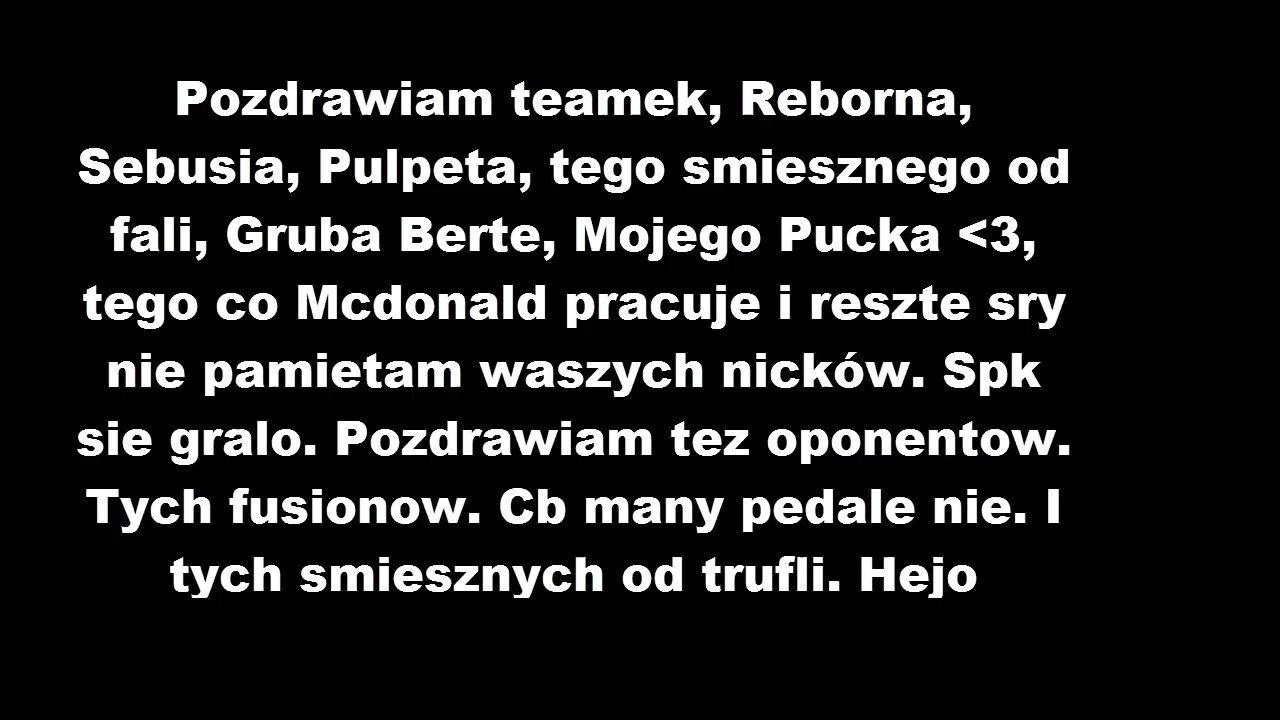 Pozdrawiam teamek, Reborna,
Sebusia, Pulpeta, tego smiesznego od
fali, Gruba Berte, Mojego Pucka <3,
tego co Mcdonald pracuje i reszte sry
nie pamietam waszych nicków. Spk
sie gralo. Pozdrawiam tez oponentow.
Tych fusionow. Cb many pedale nie. I
tych smiesznych od trufli. Hejo